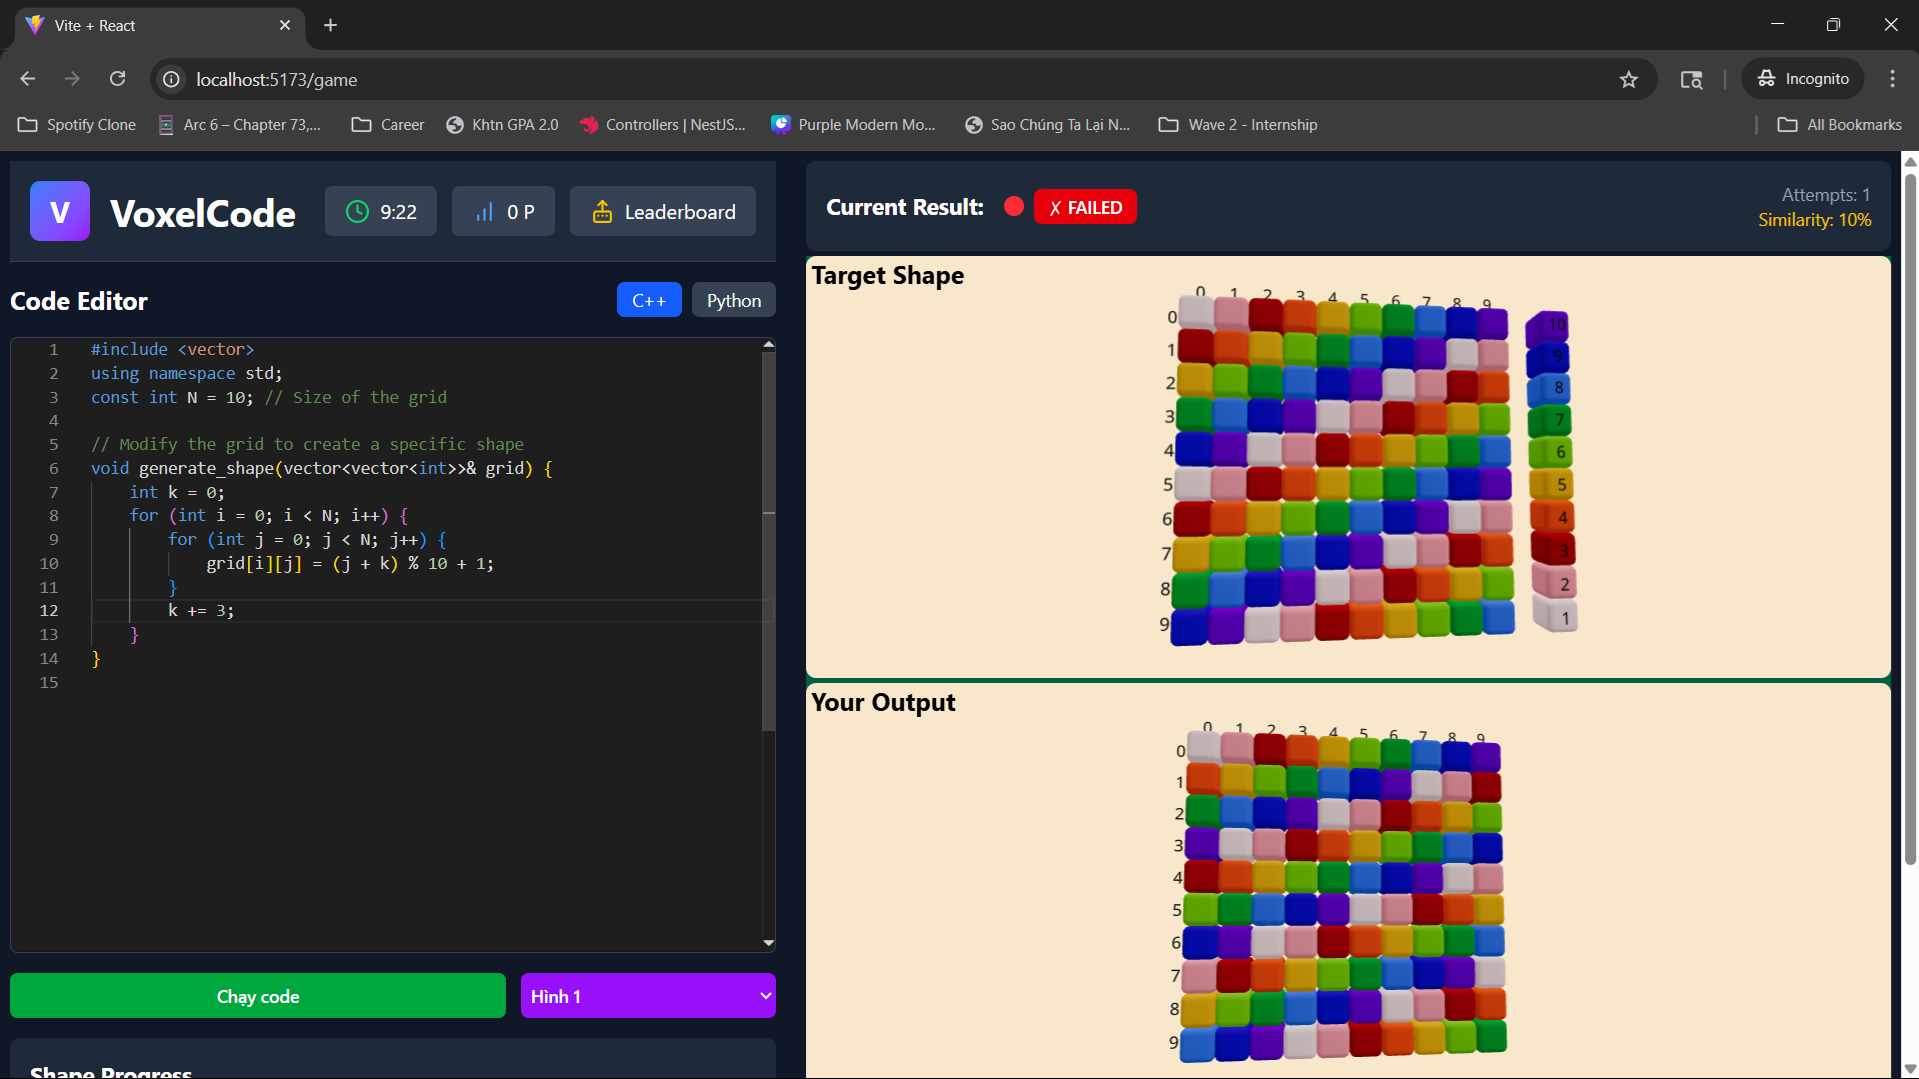 Vite + React
localhost:5173/game
Incognito
Spotify Clone
Arc 6 – Chapter 73,...
Career
Khtn GPA 2.0
Controllers | NestJS...
Purple Modern Mo...
Sao Chúng Ta Lại N...
Wave 2 - Internship
All Bookmarks
V
VoxelCode
9:22
0 P
Leaderboard
Code Editor
C++
Python
1 #include <vector>
2 using namespace std;
3 const int N = 10; // Size of the grid
4
5 // Modify the grid to create a specific shape
6 void generate_shape(vector<vector<int>>& grid) {
7 int k = 0;
8 for (int i = 0; i < N; i++) {
9 for (int j = 0; j < N; j++) {
10 grid[i][j] = (j + k) % 10 + 1;
11 }
12 k += 3;
13 }
14 }
15
Chạy code
Hình 1
Shape Progress
Current Result:
✗ FAILED
Attempts: 1
Similarity: 10%
Target Shape
0 1 2 3 4 5 6 7 8 9
0
1
2
3
4
5
6
7
8
9
10
9
8
7
6
5
4
3
2
1
Your Output
0 1 2 3 4 5 6 7 8 9
0
1
2
3
4
5
6
7
8
9